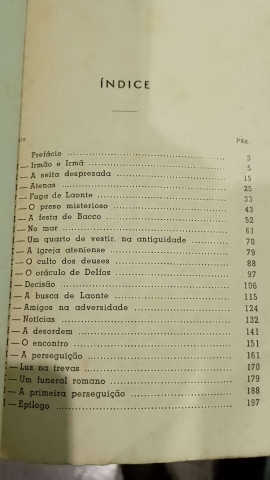 ÍNDICE
Pág.
Prefácio 3
— Irmão e Irmã 5
— A seita desprezada 15
— Atenas 25
— Fuga de Laonte 33
— O preso misterioso 43
— A festa de Bacco 52
— No mar 61
— Um quarto de vestir, na antiguidade 70
— A igreja ateniense 79
— O culto dos deuses 88
— O oráculo de Delfos 97
— Decisão 106
— A busca de Laonte 115
— Amigos na adversidade 124
— Notícias 132
— A desordem 141
— O encontro 151
— A perseguição 161
— Luz na trevas 170
— Um funeral romano 179
— A primeira perseguição 188
— Epílogo 197